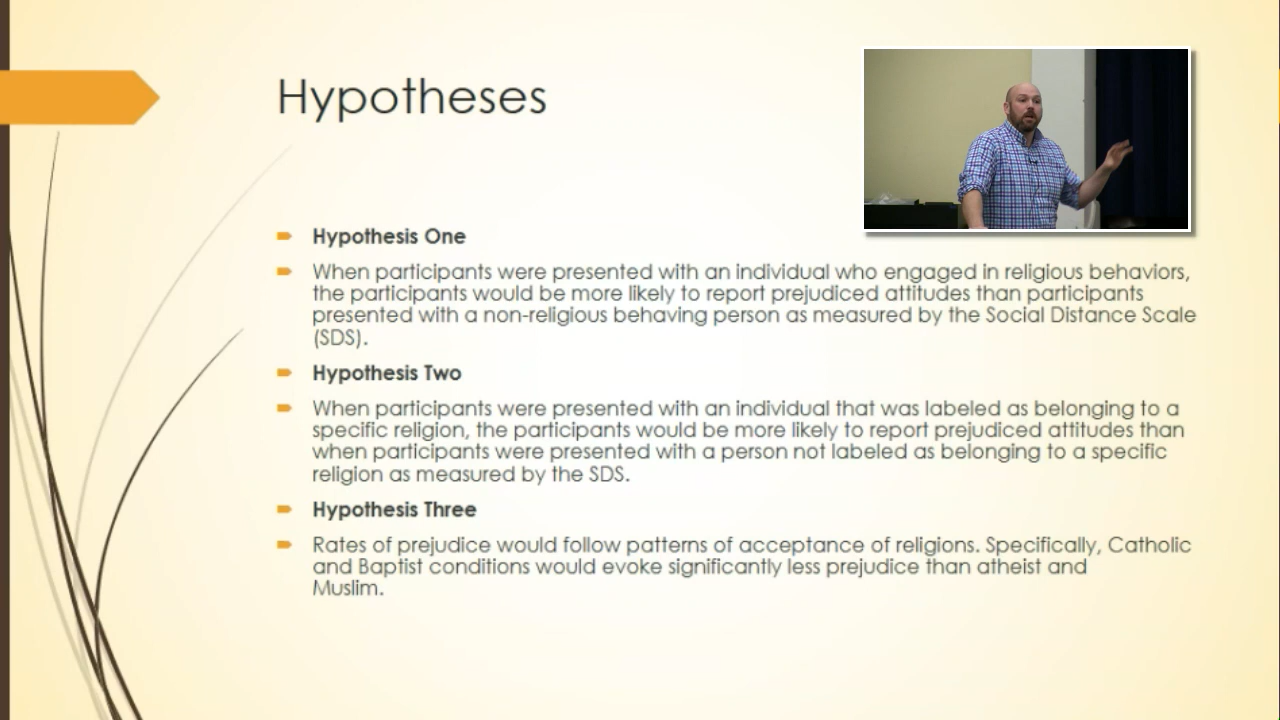 Hypotheses
Hypothesis One
When participants were presented with an individual who engaged in religious behaviors,
the participants would be more likely to report prejudiced attitudes than participants
presented with a non-religious behaving person as measured by the Social Distance Scale
(SDS).
Hypothesis Two
When participants were presented with an individual that was labeled as belonging to a
specific religion, the participants would be more likely to report prejudiced attitudes than
when participants were presented with a person not labeled as belonging to a specific
religion as measured by the SDS.
Hypothesis Three
Rates of prejudice would follow patterns of acceptance of religions. Specifically, Catholic
and Baptist conditions would evoke significantly less prejudice than atheist and
Muslim.